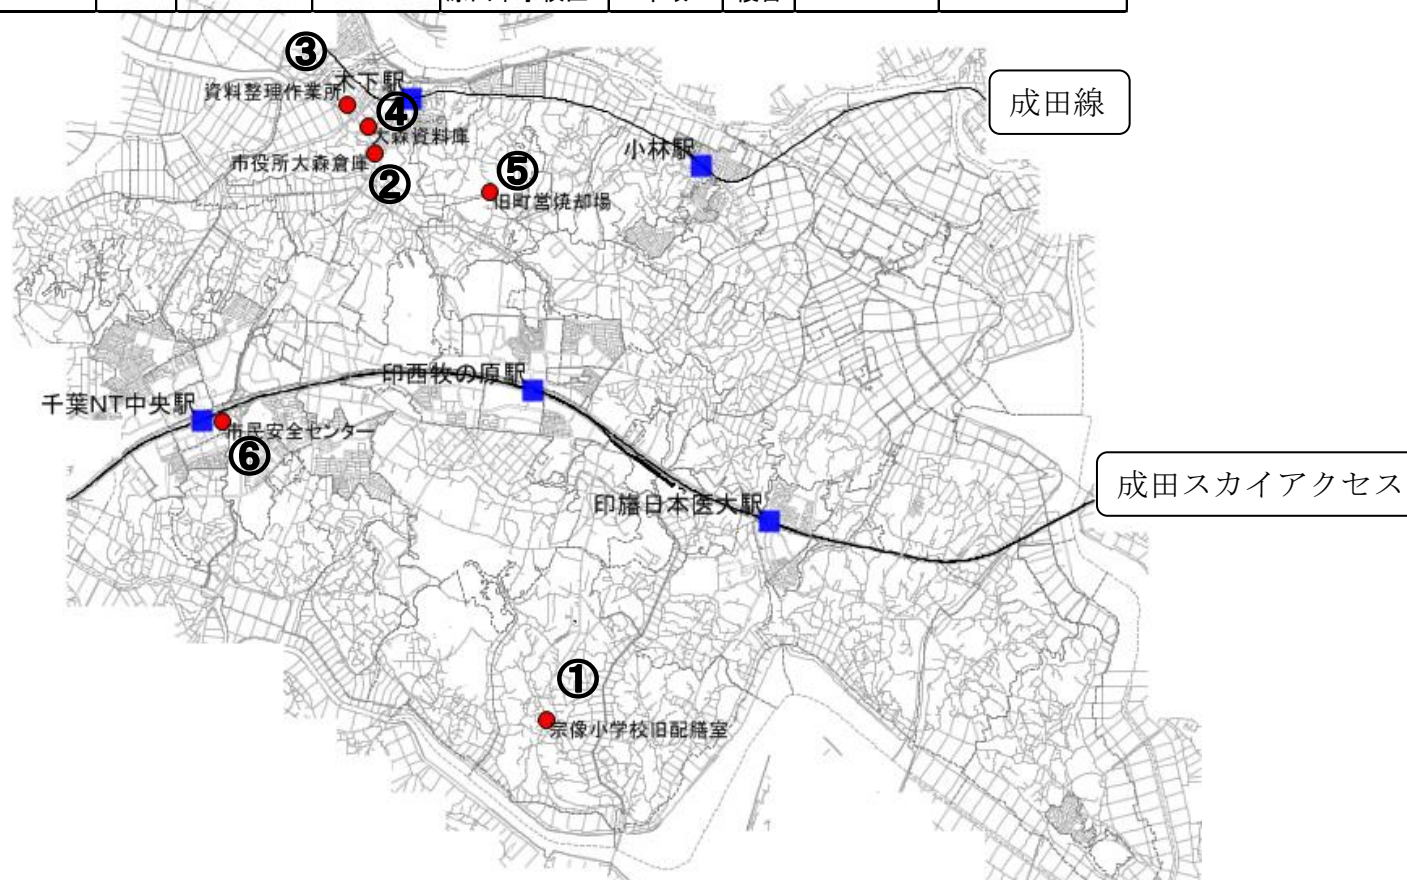 ③
木下駅
資料整理作業所
成田線
④
大森資料庫
小林駅
市役所大森倉庫
⑤
②
旧町営焼却場
印西牧の原駅
千葉NT中央駅
市民安全センター
⑥
成田スカイアクセス
印旛日本医大駅
①
宗像小学校旧配膳室